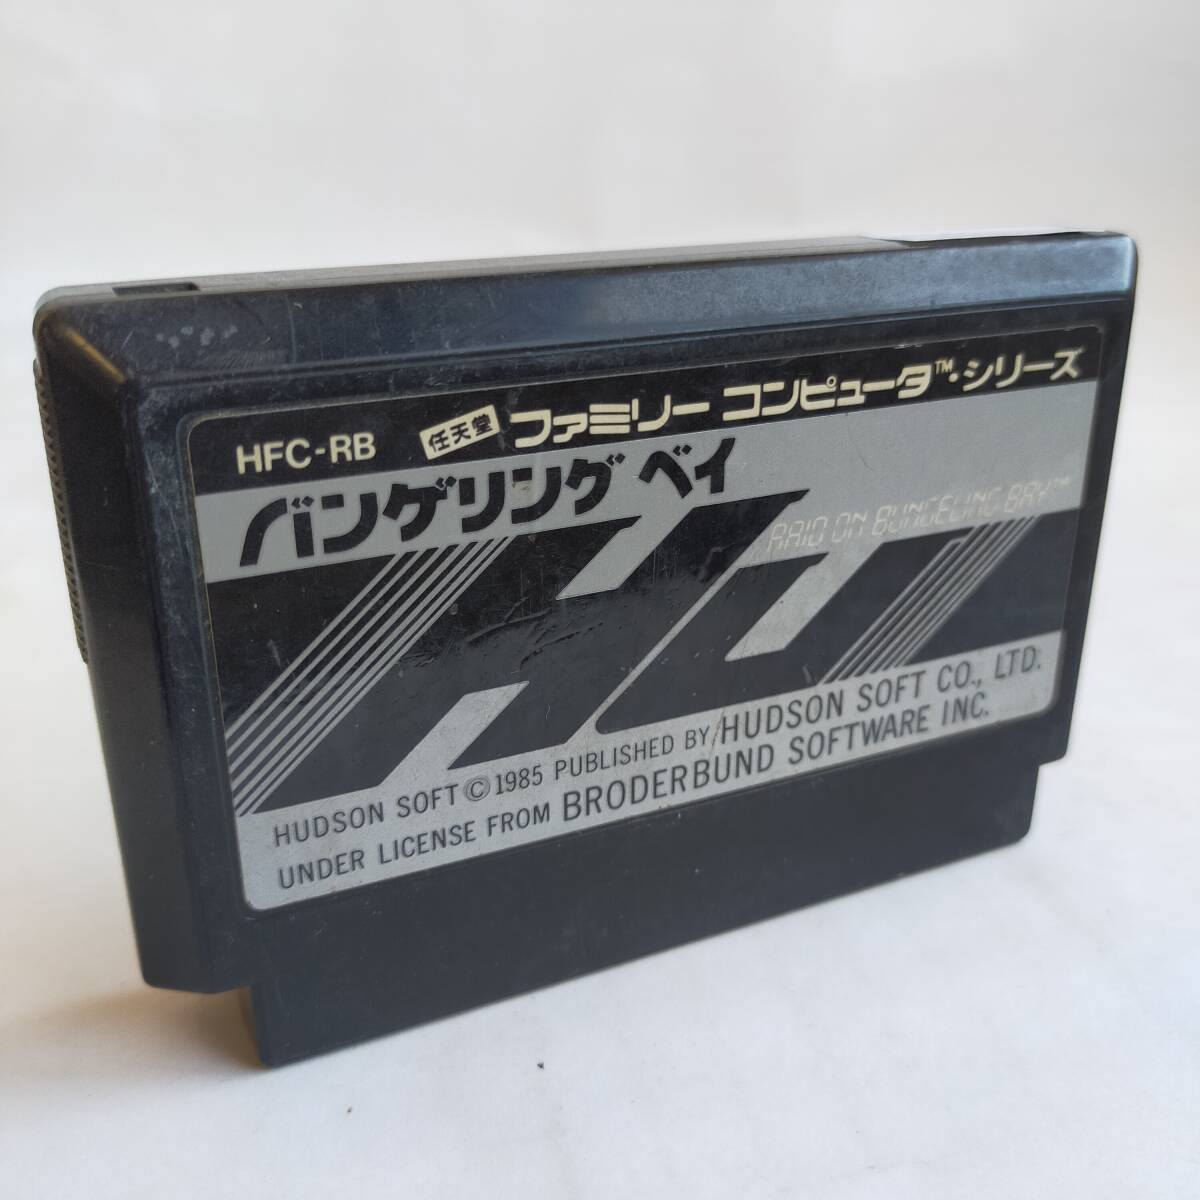 HFC-RB 任天堂 ファミリー コンピュータ™・シリーズ
バンゲリング ベイ
RAID ON BUNGELING BAY™
HUDSON SOFT © 1985 PUBLISHED BY HUDSON SOFT CO., LTD.
UNDER LICENSE FROM BRODERBUND SOFTWARE INC.